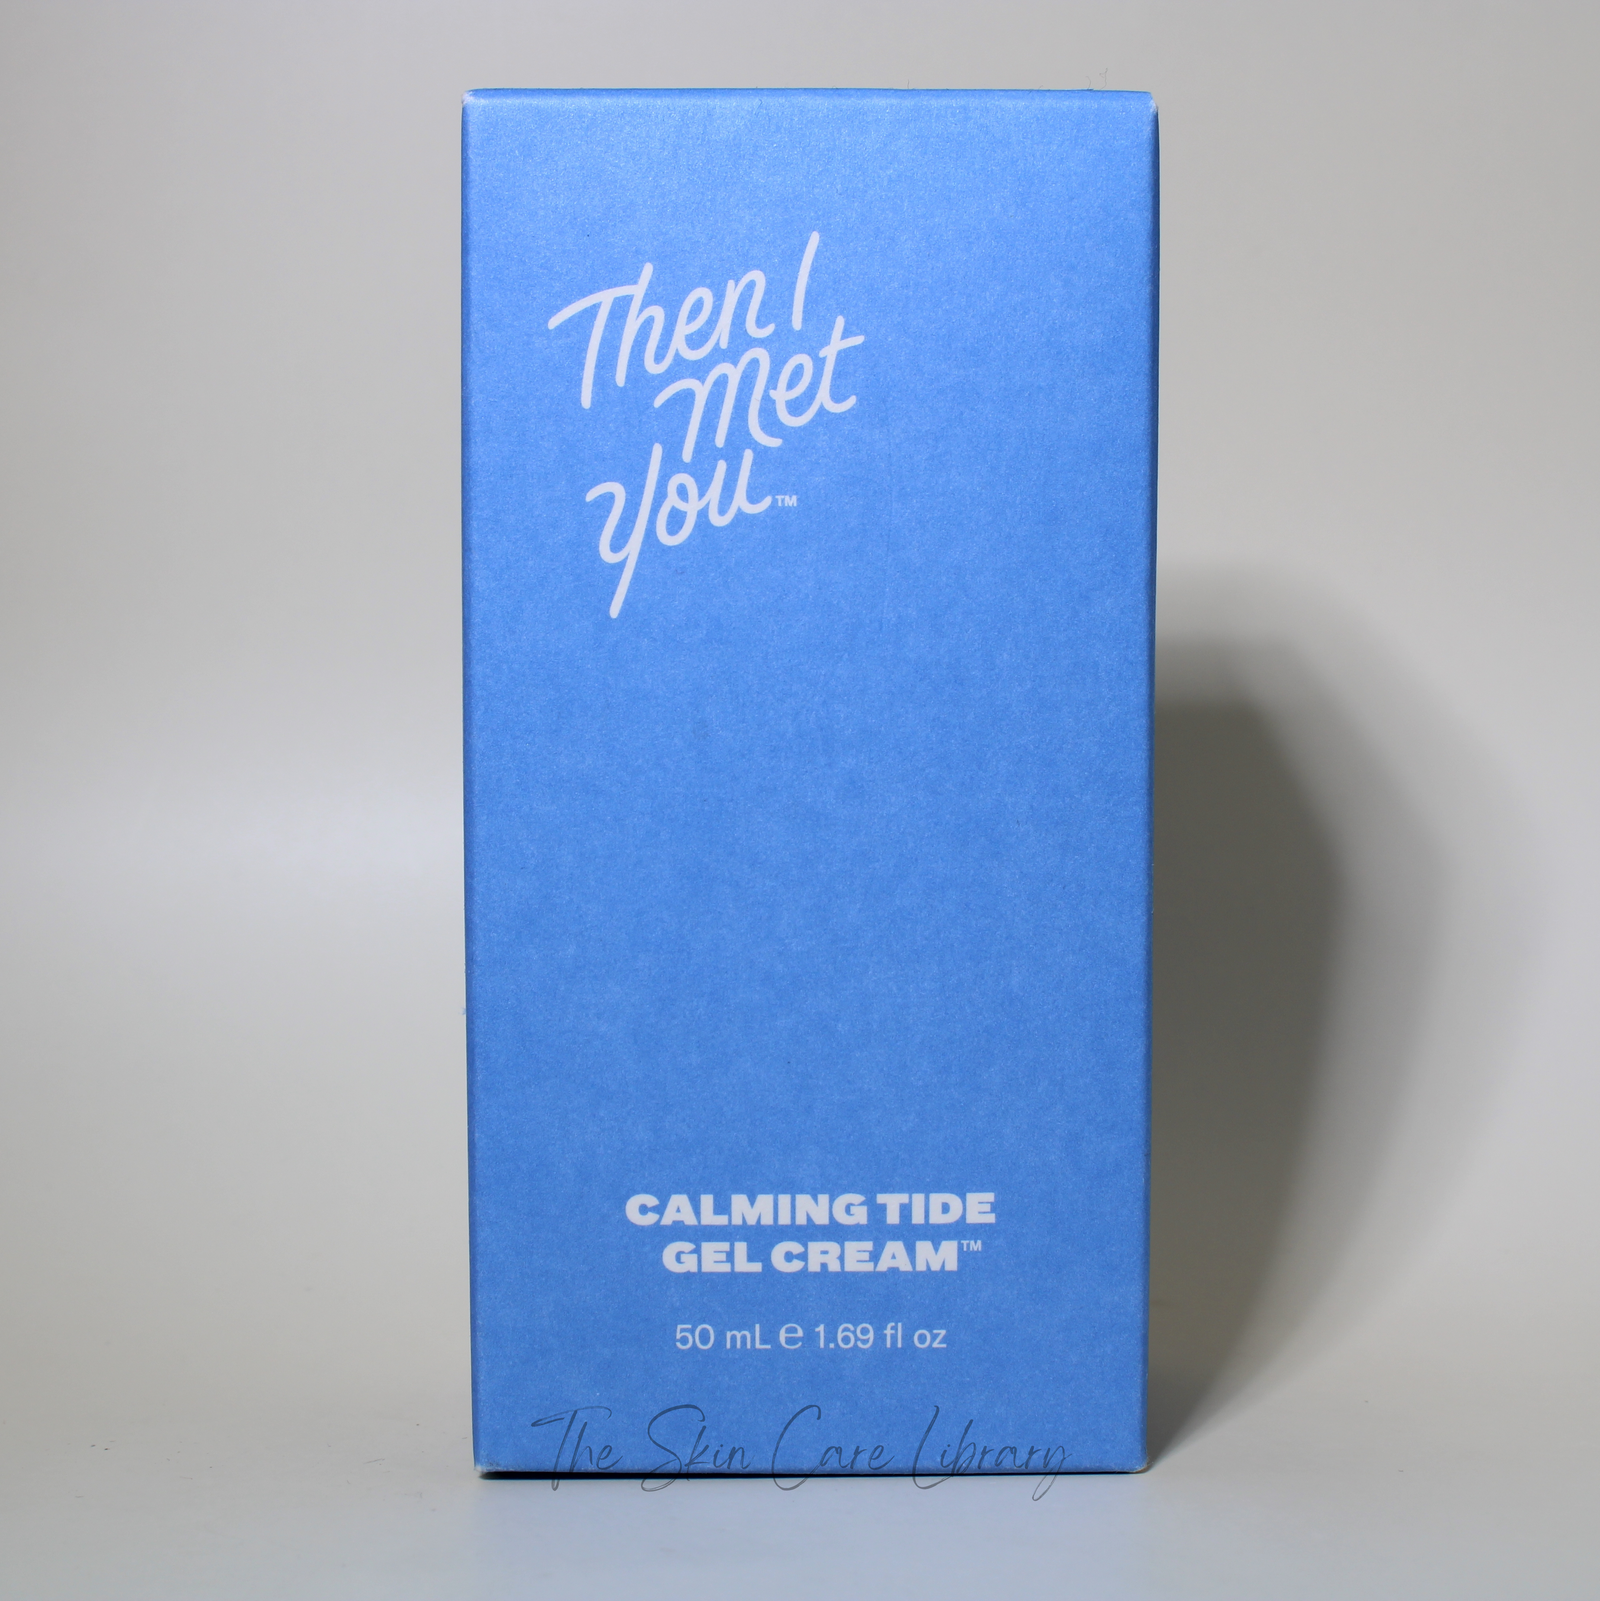 Then I
Met
You™
CALMING TIDE
GEL CREAM™
50 mL ℮ 1.69 fl oz
The Skin Care Library